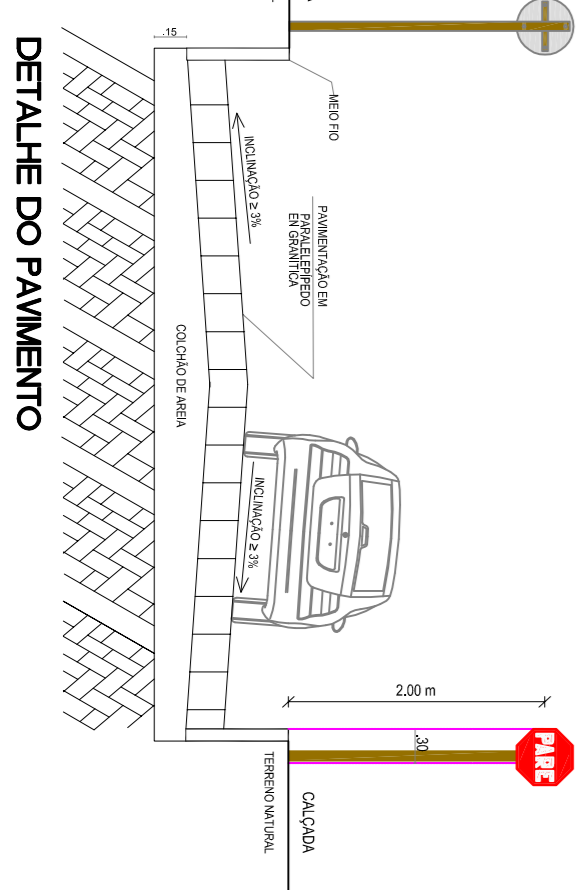 .15
MEIO FIO
INCLINAÇÃO ≥ 3%
PAVIMENTAÇÃO EM
PARALELEPÍPEDO
EN GRANÍTICA
COLCHÃO DE AREIA
INCLINAÇÃO ≥ 3%
2.00 m
.30
PARE
CALÇADA
TERRENO NATURAL
DETALHE DO PAVIMENTO